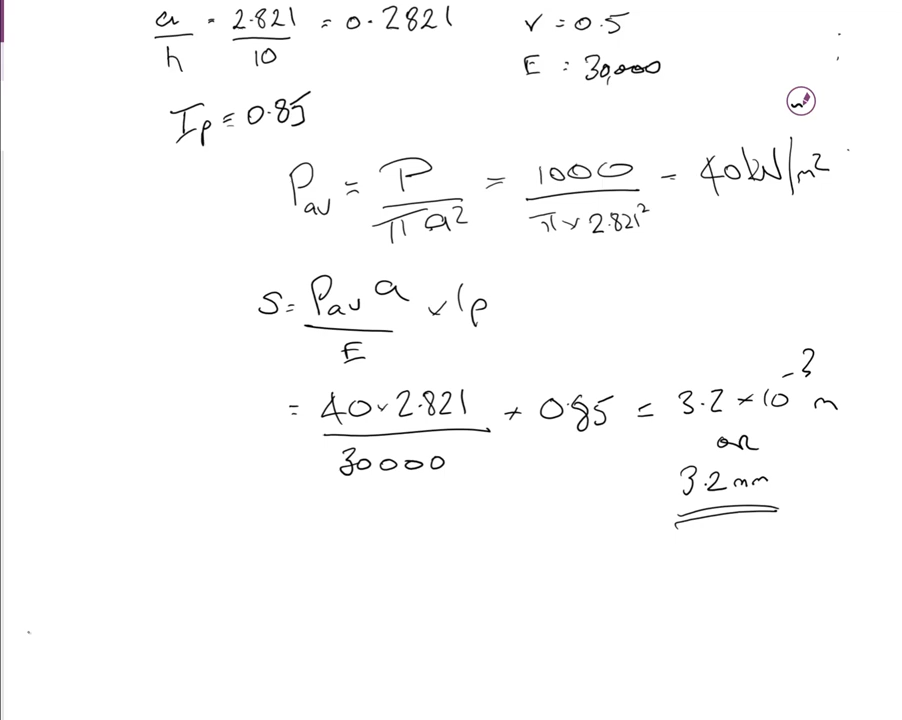 a/h = 2.821/10 = 0.2821
v = 0.5
E = 30,000
Ip = 0.85
Pav = P/πa² = 1000/π×2.821² = 40kN/m²
S = Pav a/E × Ip
= 40×2.821/30000 × 0.85 = 3.2×10⁻³ m
or
3.2mm